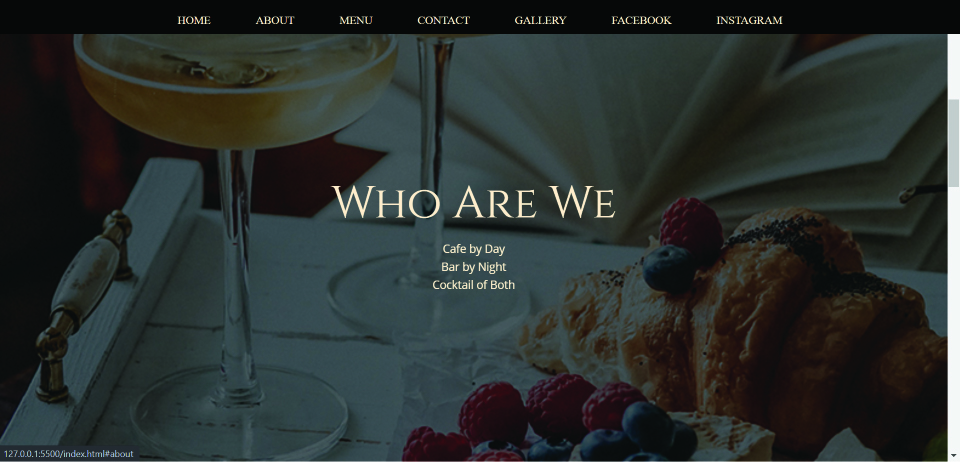 HOME ABOUT MENU CONTACT GALLERY FACEBOOK INSTAGRAM
Who Are We
Cafe by Day
Bar by Night
Cocktail of Both
127.0.0.1:5500/index.html#about